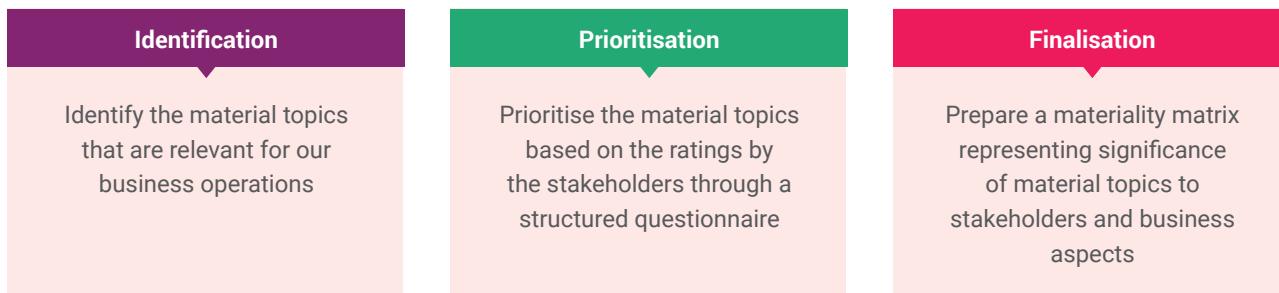 Identification
Identify the material topics
that are relevant for our
business operations
Prioritisation
Prioritise the material topics
based on the ratings by
the stakeholders through a
structured questionnaire
Finalisation
Prepare a materiality matrix
representing significance
of material topics to
stakeholders and business
aspects